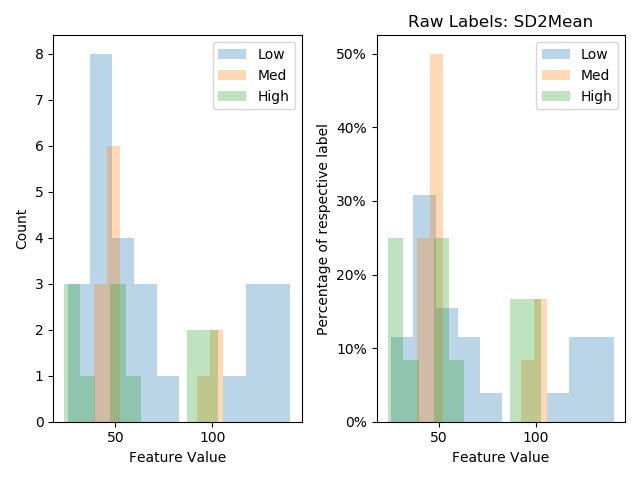 Raw Labels: SD2Mean
8
7
6
5
4
3
2
1
0
Count
50
100
Feature Value
Low
Med
High
50%
40%
30%
20%
10%
0%
Percentage of respective label
50
100
Feature Value
Low
Med
High